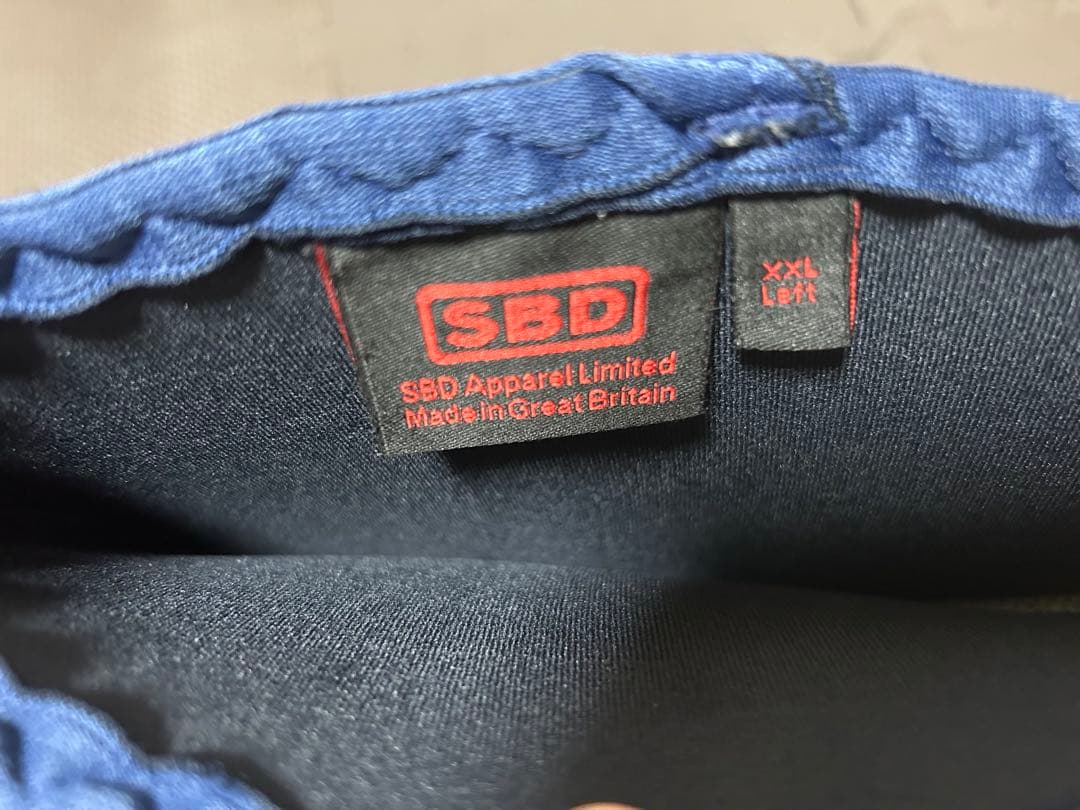 SBD
SBD Apparel Limited
Made in Great Britain
XXL
Left